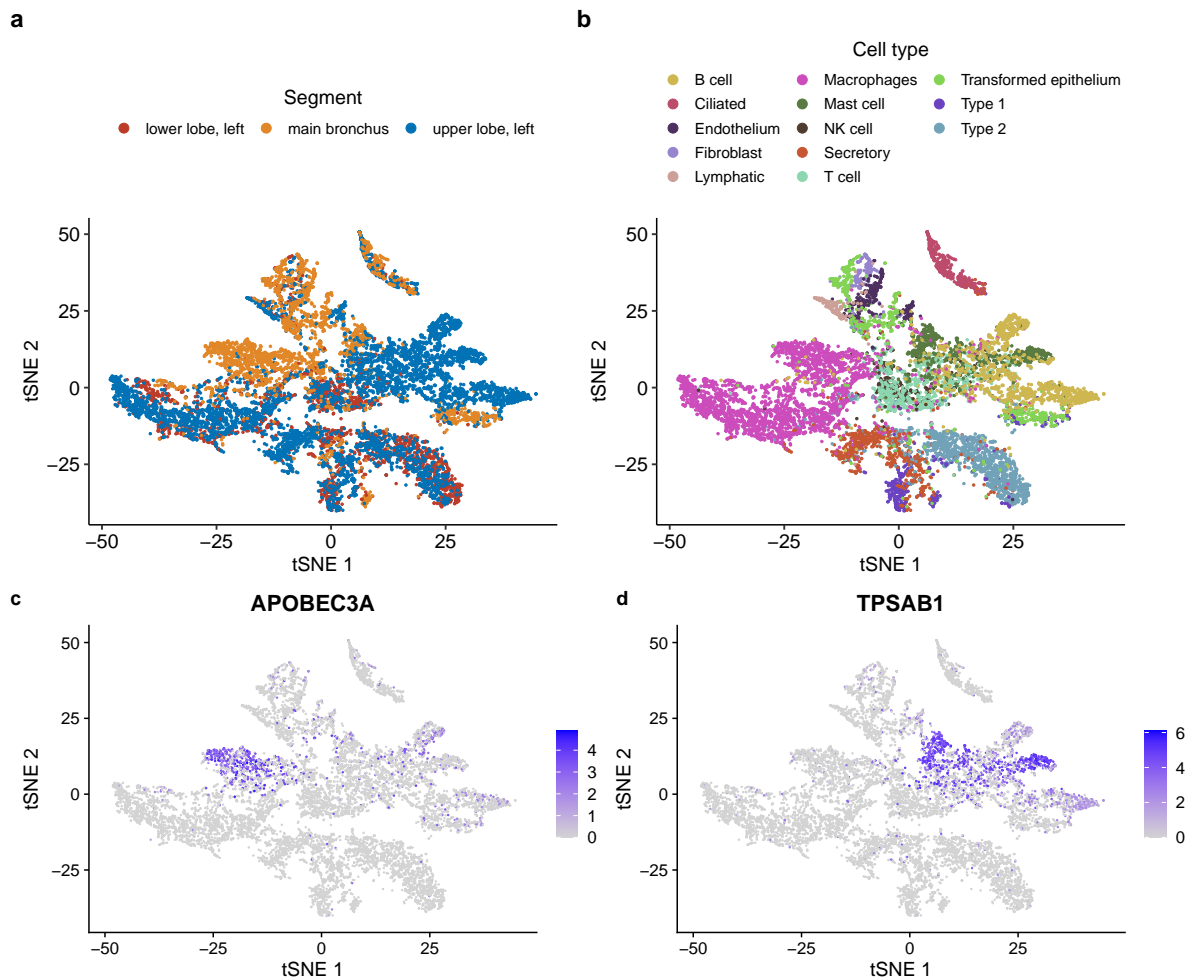 a
Segment
lower lobe, left main bronchus upper lobe, left
50
25
0
−25
tSNE 2
−50 −25 0 25
tSNE 1
b
Cell type
B cell Macrophages Transformed epithelium
Ciliated Mast cell Type 1
Endothelium NK cell Type 2
Fibroblast Secretory
Lymphatic T cell
50
25
0
−25
tSNE 2
−50 −25 0 25
tSNE 1
c
APOBEC3A
50
25
0
−25
tSNE 2
−50 −25 0 25
tSNE 1
4
3
2
1
0
d
TPSAB1
50
25
0
−25
tSNE 2
−50 −25 0 25
tSNE 1
6
4
2
0